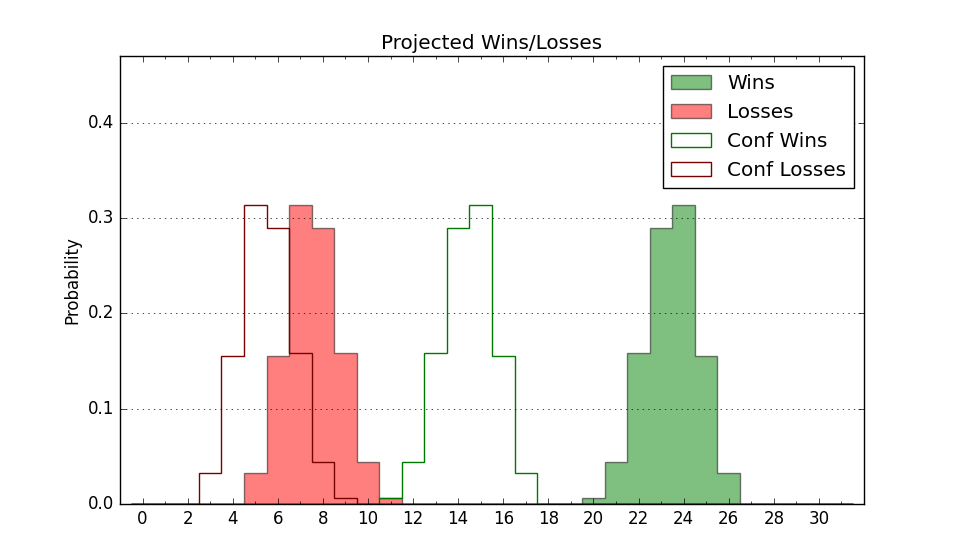 Projected Wins/Losses
Wins
Losses
Conf Wins
Conf Losses
Probability
0.4
0.3
0.2
0.1
0.0
0 2 4 6 8 10 12 14 16 18 20 22 24 26 28 30